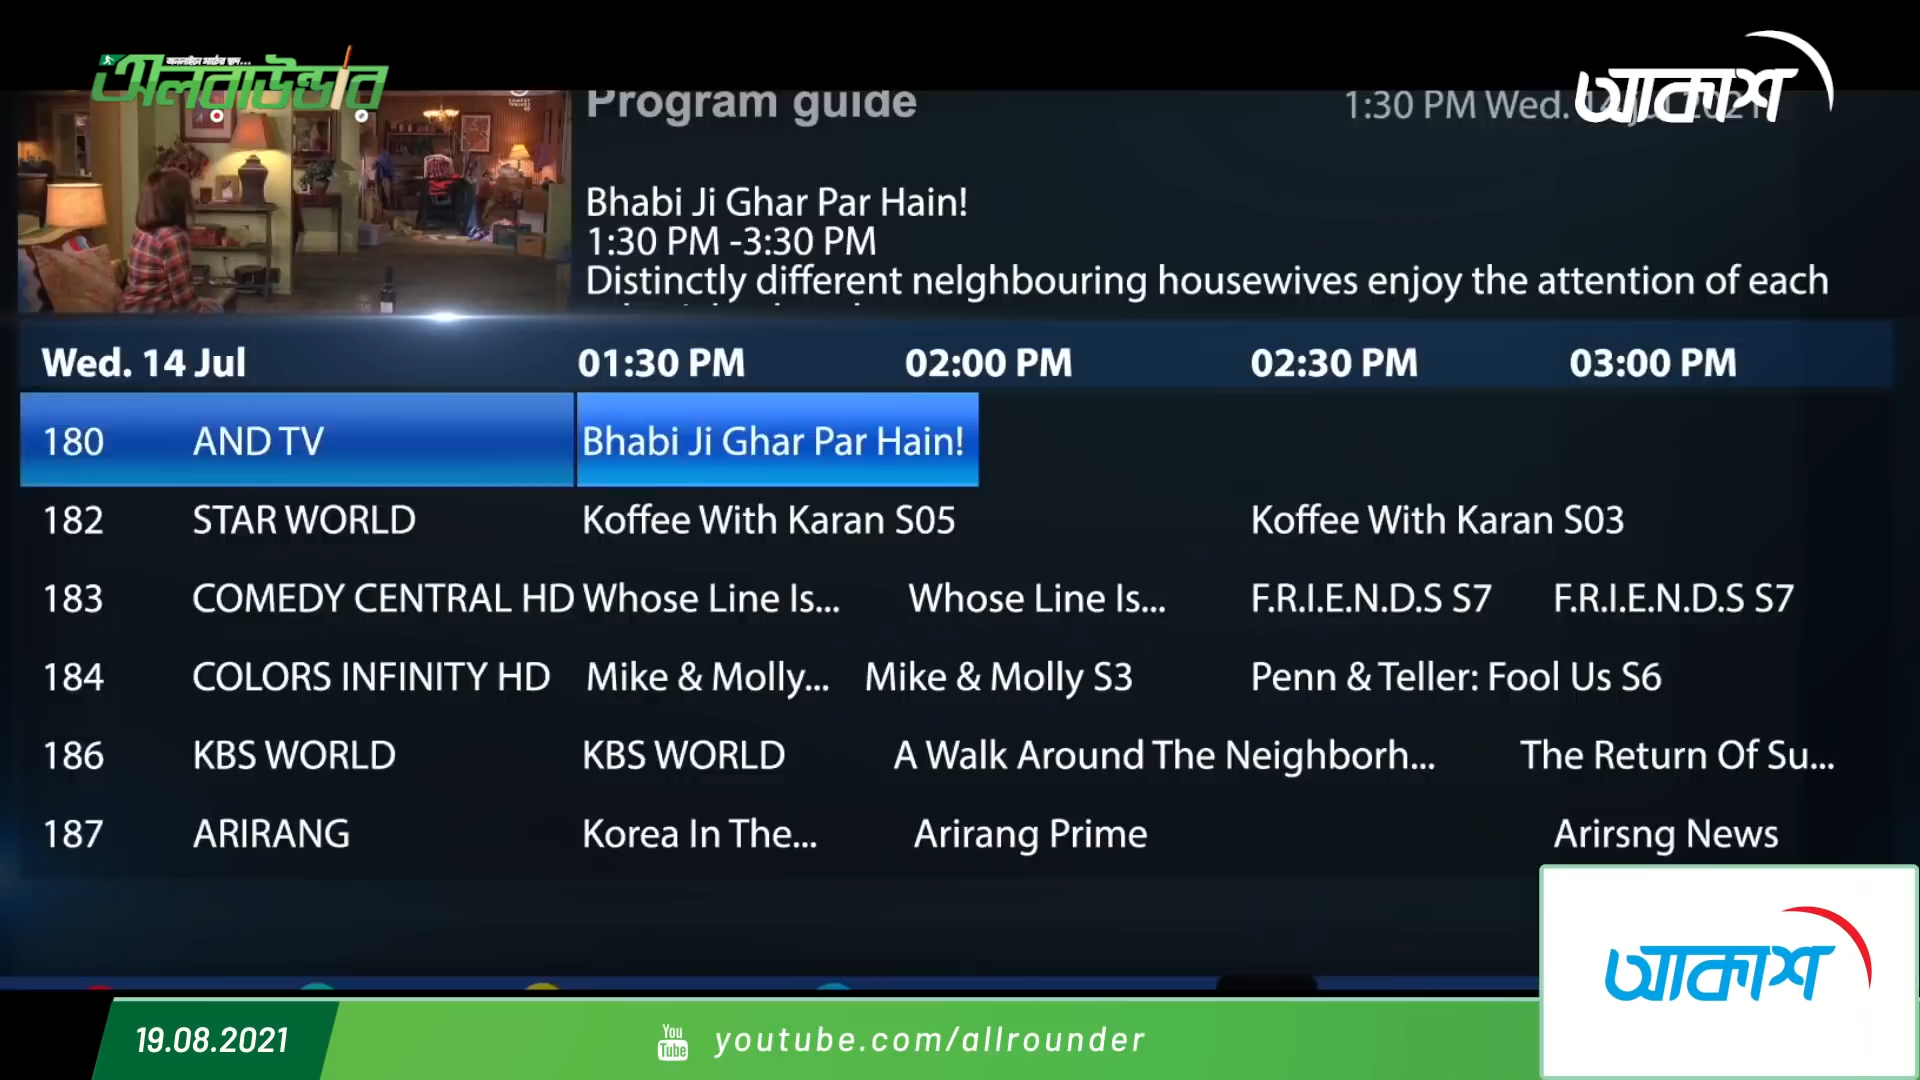 অনলাইনে মাঠের স্বাদ...
অলরাউন্ডার
আকাশ
Program guide
1:30 PM Wed. 14 Jul 2021
Bhabi Ji Ghar Par Hain!
1:30 PM -3:30 PM
Distinctly different nelghbouring housewives enjoy the attention of each
Wed. 14 Jul 01:30 PM 02:00 PM 02:30 PM 03:00 PM
180 AND TV Bhabi Ji Ghar Par Hain!
182 STAR WORLD Koffee With Karan S05 Koffee With Karan S03
183 COMEDY CENTRAL HD Whose Line Is... Whose Line Is... F.R.I.E.N.D.S S7 F.R.I.E.N.D.S S7
184 COLORS INFINITY HD Mike & Molly... Mike & Molly S3 Penn & Teller: Fool Us S6
186 KBS WORLD KBS WORLD A Walk Around The Neighborh... The Return Of Su...
187 ARIRANG Korea In The... Arirang Prime Arirsng News
আকাশ
19.08.2021
You Tube youtube.com/allrounder